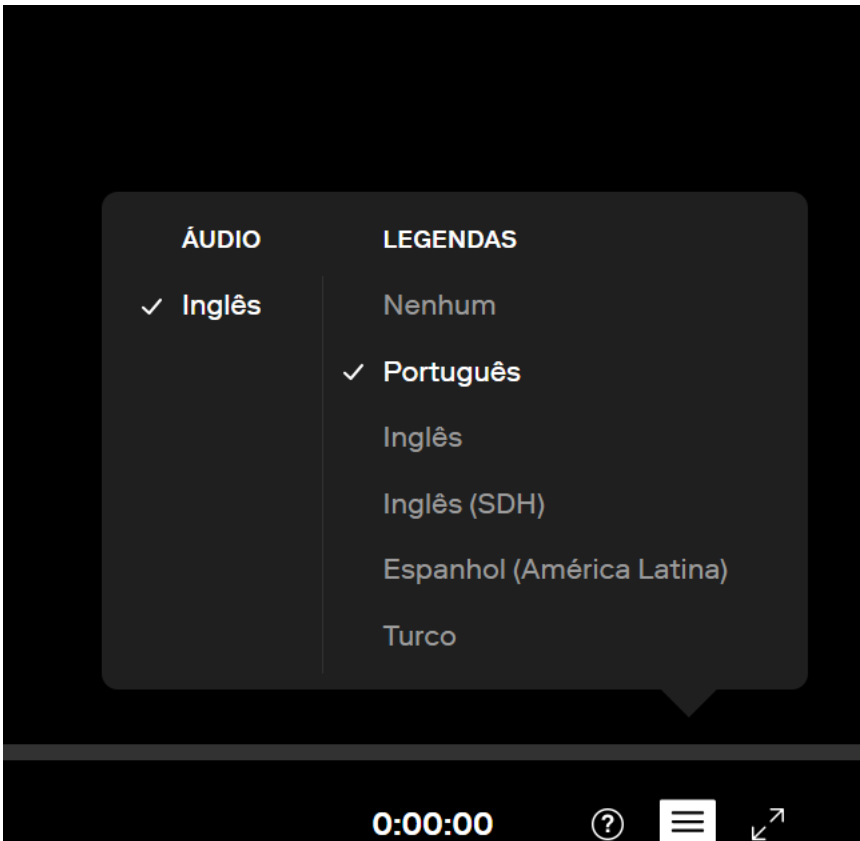 ÁUDIO
Inglês
LEGENDAS
Nenhum
Português
Inglês
Inglês (SDH)
Espanhol (América Latina)
Turco
0:00:00
?